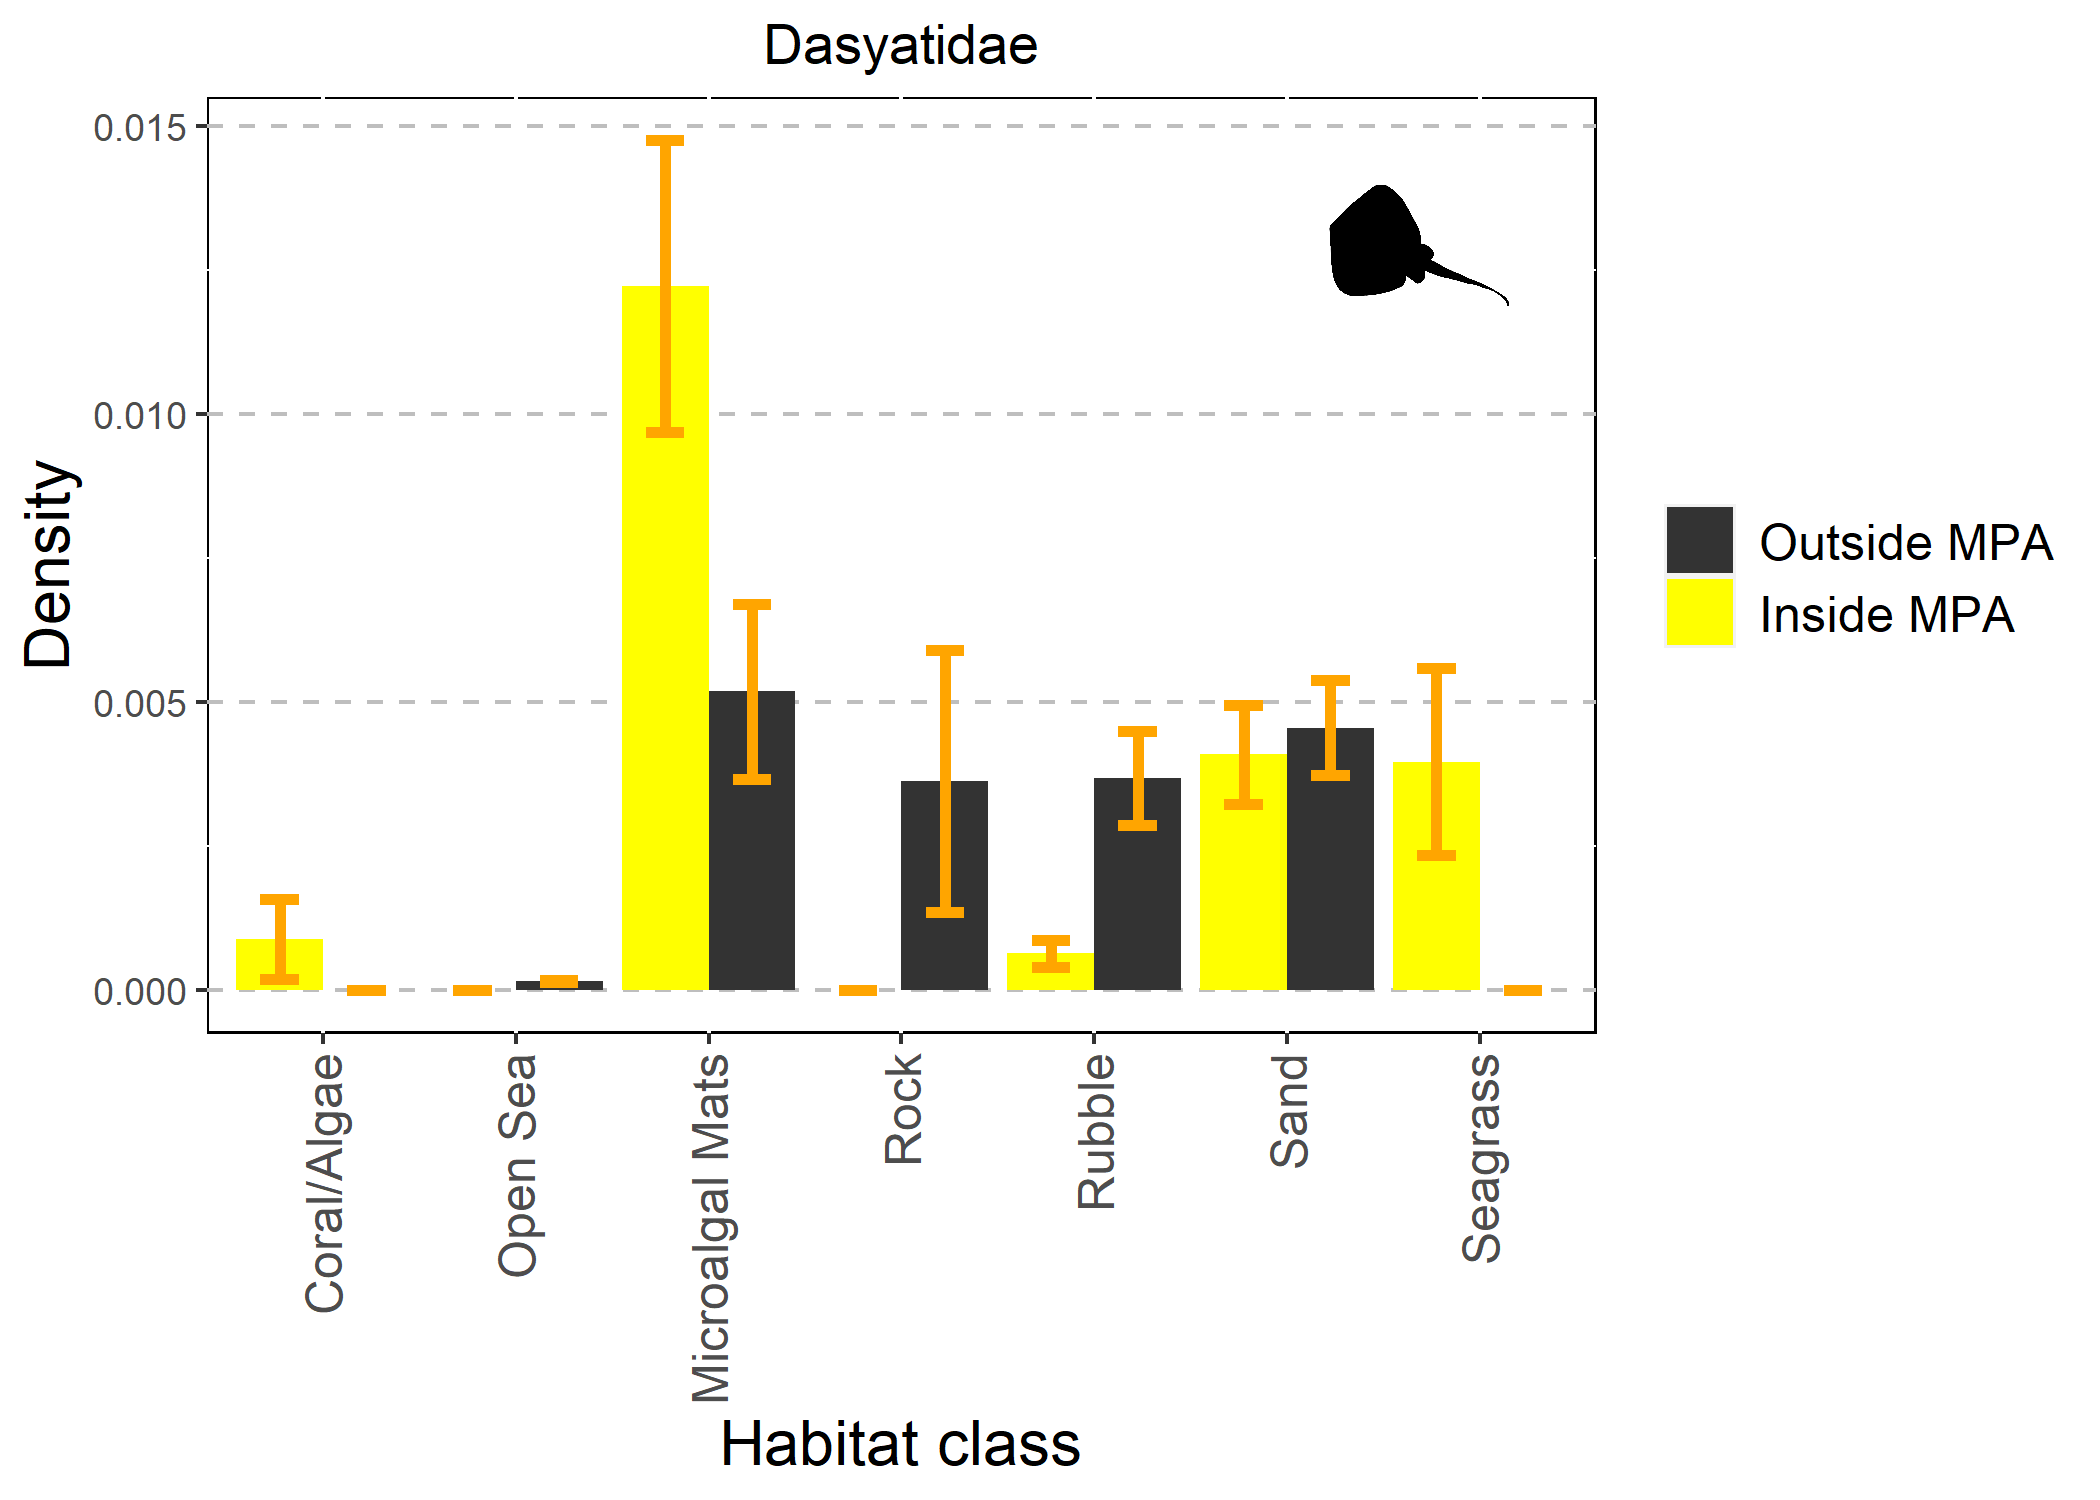 Dasyatidae
0.015
0.010
0.005
0.000
Density
Coral/Algae
Open Sea
Microalgal Mats
Rock
Rubble
Sand
Seagrass
Habitat class
Outside MPA
Inside MPA